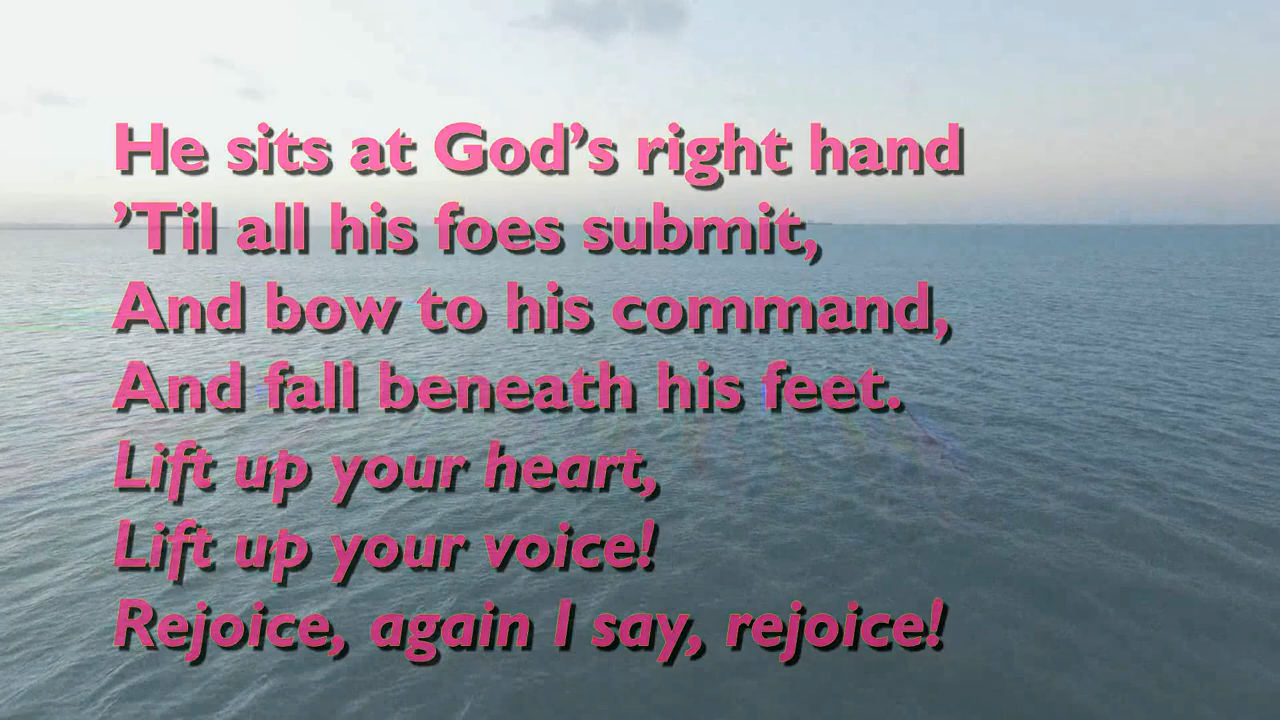 He sits at God’s right hand
’Til all his foes submit,
And bow to his command,
And fall beneath his feet.
Lift up your heart,
Lift up your voice!
Rejoice, again I say, rejoice!